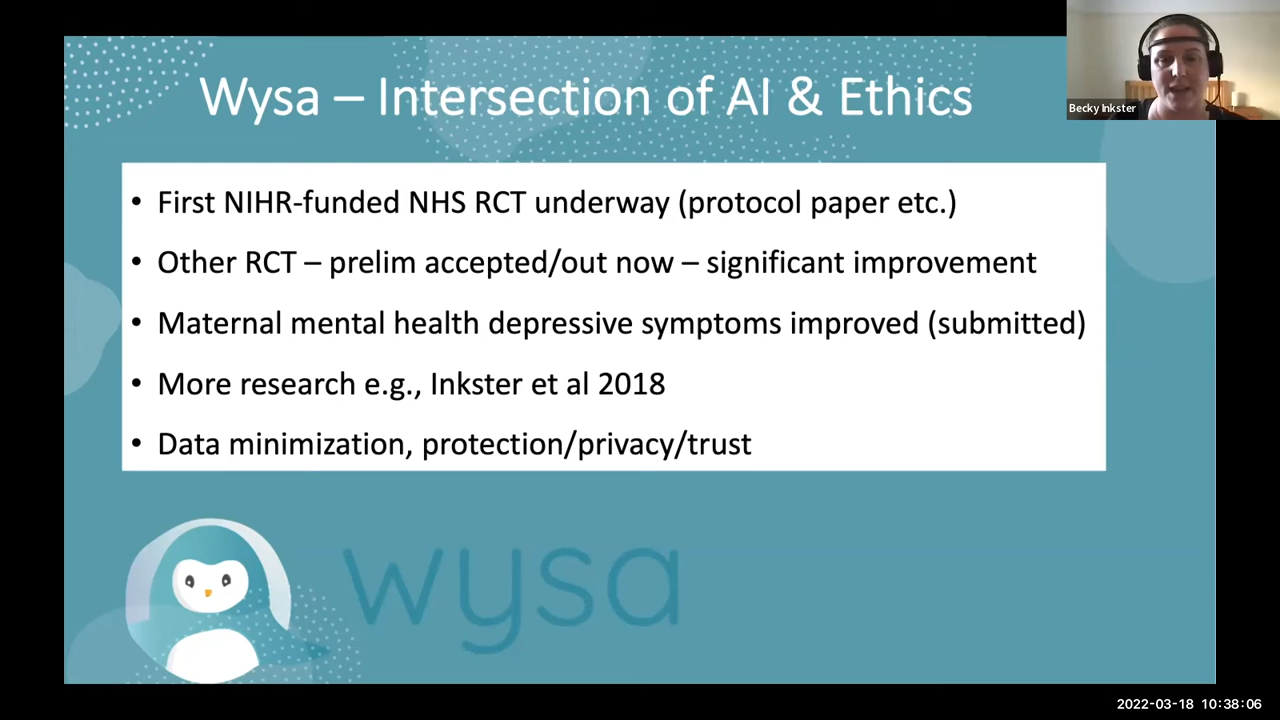 Wysa – Intersection of AI & Ethics
Becky Inkster
• First NIHR-funded NHS RCT underway (protocol paper etc.)
• Other RCT – prelim accepted/out now – significant improvement
• Maternal mental health depressive symptoms improved (submitted)
• More research e.g., Inkster et al 2018
• Data minimization, protection/privacy/trust
wysa
2022-03-18 10:38:06